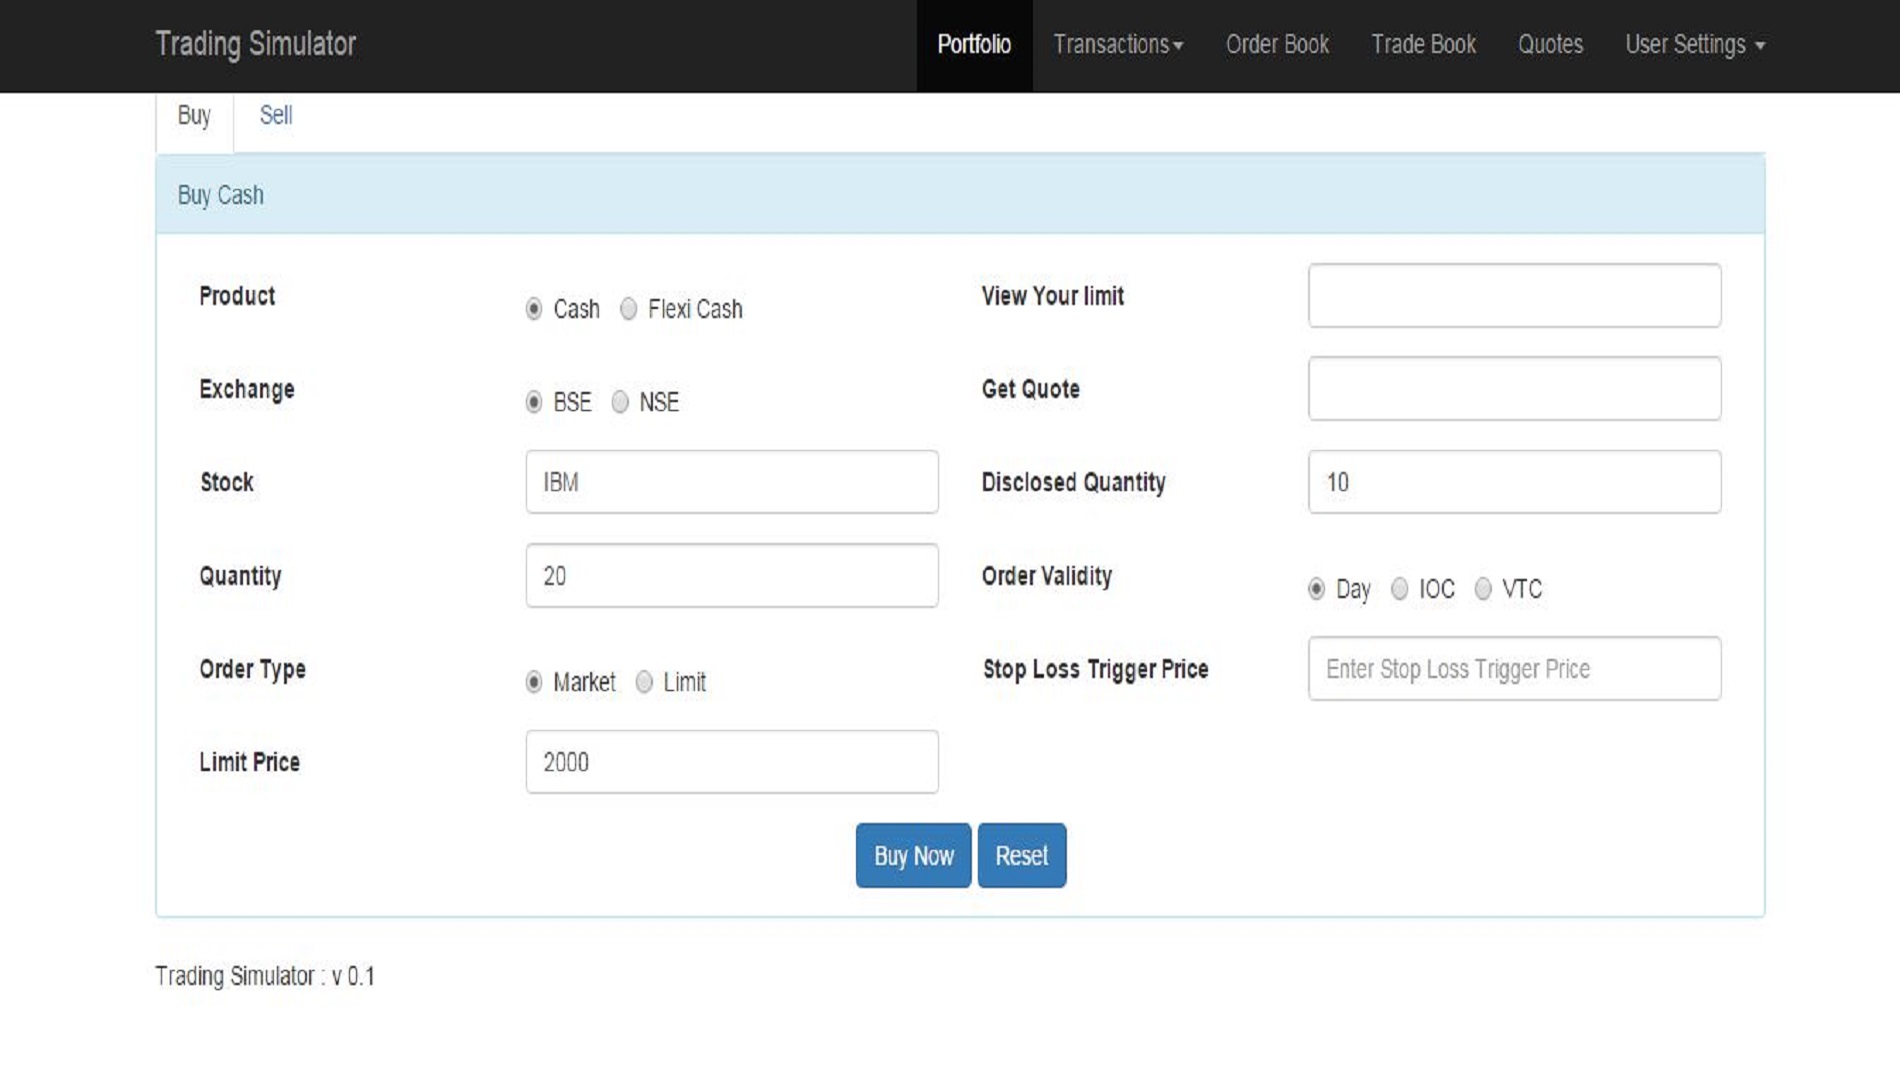 Trading Simulator Portfolio Transactions Order Book Trade Book Quotes User Settings
Buy Sell
Buy Cash
Product Cash Flexi Cash View Your limit
Exchange BSE NSE Get Quote
Stock IBM Disclosed Quantity 10
Quantity 20 Order Validity Day IOC VTC
Order Type Market Limit Stop Loss Trigger Price Enter Stop Loss Trigger Price
Limit Price 2000
Buy Now Reset
Trading Simulator : v 0.1